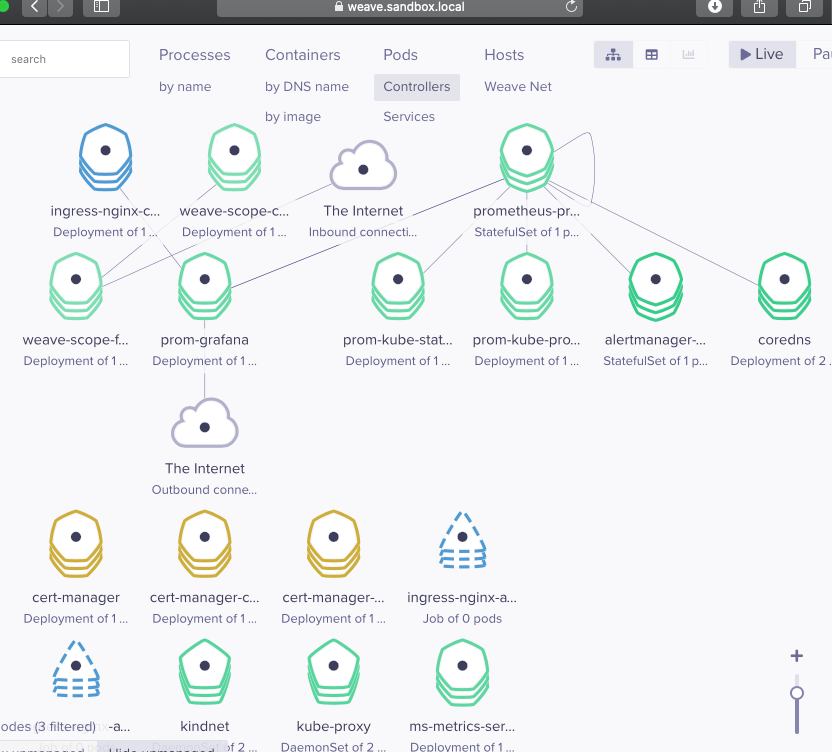 weave.sandbox.local
search
Processes Containers Pods Hosts Live Pau
by name by DNS name Controllers Weave Net
by image Services
ingress-nginx-c... weave-scope-c... The Internet prometheus-pr...
Deployment of 1 ... Deployment of 1 ... Inbound connecti... StatefulSet of 1 p...
weave-scope-f... prom-grafana prom-kube-stat... prom-kube-pro... alertmanager-... coredns
Deployment of 1 ... Deployment of 1 ... Deployment of 1 ... Deployment of 1 ... StatefulSet of 1 p... Deployment of 2 .
The Internet
Outbound conne...
cert-manager cert-manager-c... cert-manager-... ingress-nginx-a...
Deployment of 1 ... Deployment of 1 ... Deployment of 1 ... Job of 0 pods
odes (3 filtered) -a... kindnet kube-proxy ms-metrics-ser...
Hide unmanaged of 2 ... DaemonSet of 2 ... Deployment of 1 ...